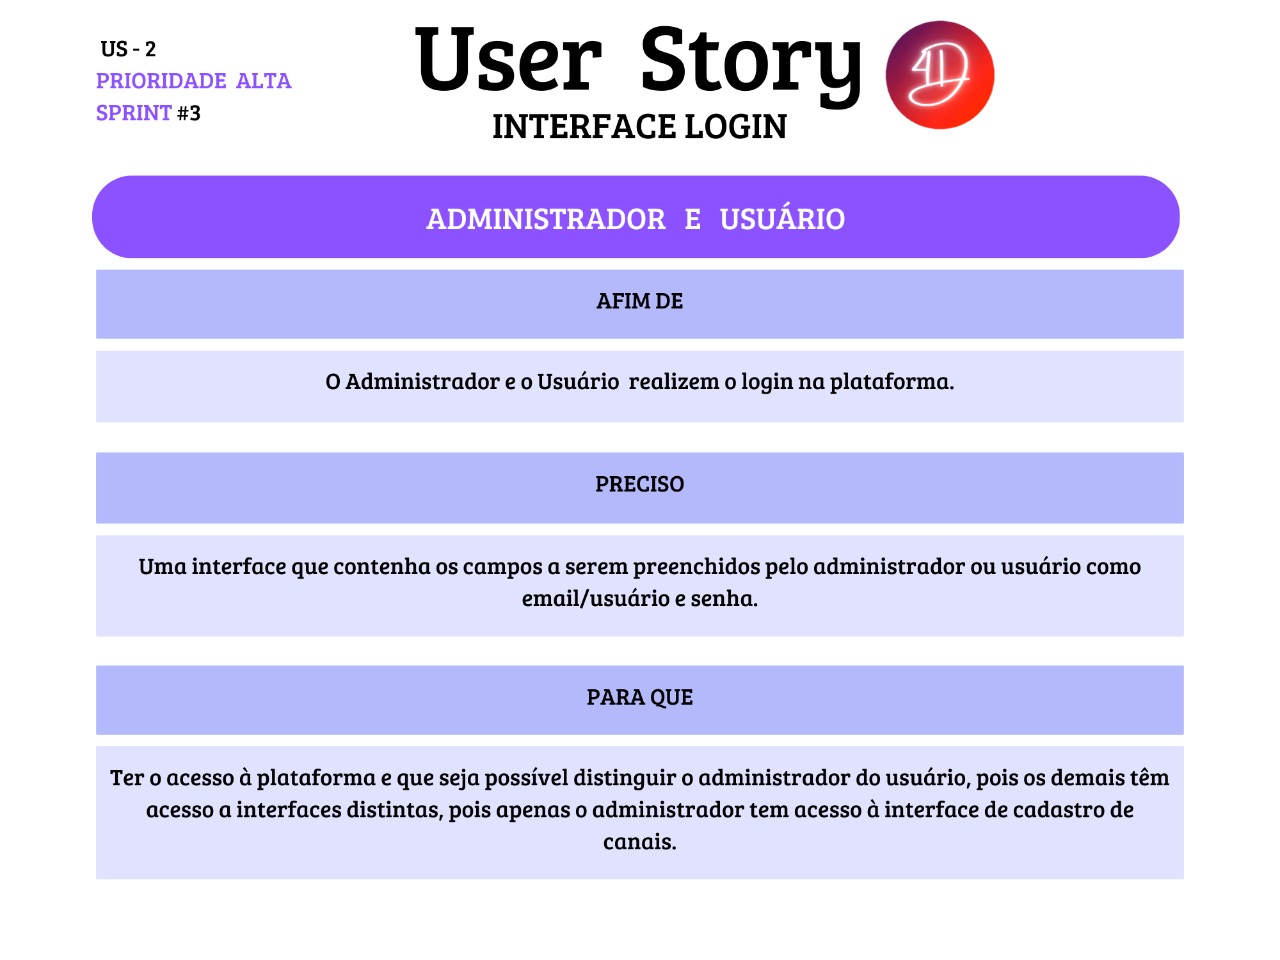 US - 2
PRIORIDADE ALTA
SPRINT #3
User Story
INTERFACE LOGIN
ADMINISTRADOR E USUÁRIO
AFIM DE
O Administrador e o Usuário realizem o login na plataforma.
PRECISO
Uma interface que contenha os campos a serem preenchidos pelo administrador ou usuário como
email/usuário e senha.
PARA QUE
Ter o acesso à plataforma e que seja possível distinguir o administrador do usuário, pois os demais têm
acesso a interfaces distintas, pois apenas o administrador tem acesso à interface de cadastro de
canais.